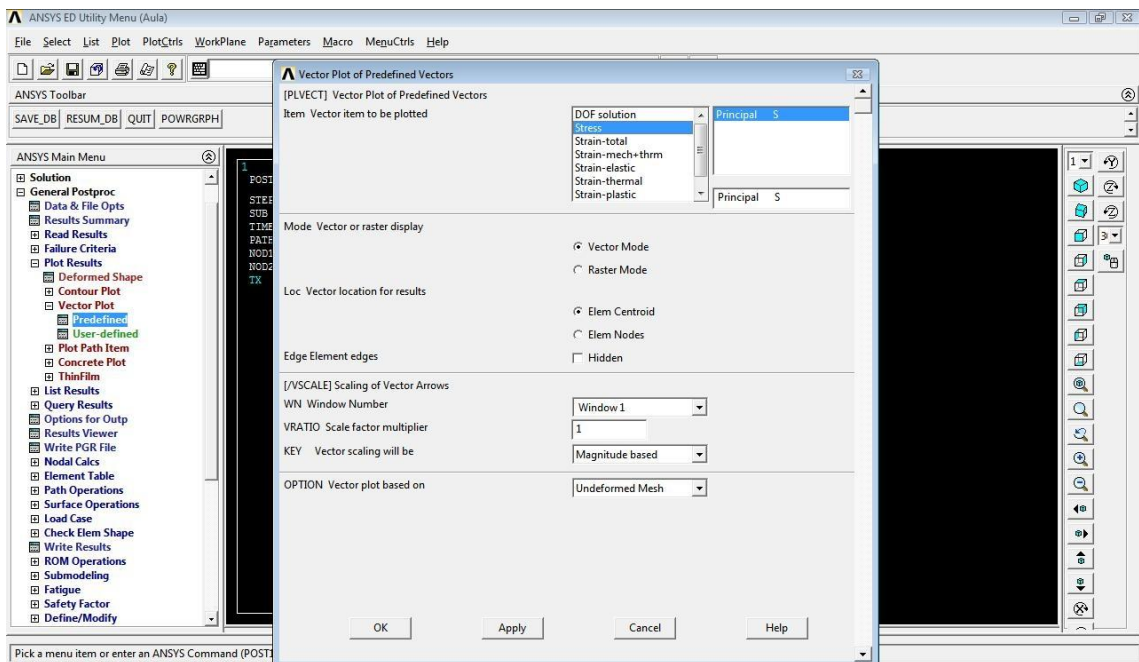 ANSYS ED Utility Menu (Aula)
File Select List Plot PlotCtrls WorkPlane Parameters Macro MenuCtrls Help
ANSYS Toolbar
SAVE_DB RESUM_DB QUIT POWRGRPH
ANSYS Main Menu
Solution
General Postproc
Data & File Opts
Results Summary
Read Results
Failure Criteria
Plot Results
Deformed Shape
Contour Plot
Vector Plot
Predefined
User-defined
Plot Path Item
Concrete Plot
ThinFilm
List Results
Query Results
Options for Outp
Results Viewer
Write PGR File
Nodal Calcs
Element Table
Path Operations
Surface Operations
Load Case
Check Elem Shape
Write Results
ROM Operations
Submodeling
Fatigue
Safety Factor
Define/Modify
1
POST
STEP
SUB
TIME
PATH
NOD1
NOD2
TX
Vector Plot of Predefined Vectors
[PLVECT] Vector Plot of Predefined Vectors
Item Vector item to be plotted
DOF solution
Stress
Strain-total
Strain-mech+thrm
Strain-elastic
Strain-thermal
Strain-plastic
Principal S
Principal S
Mode Vector or raster display
Vector Mode
Raster Mode
Loc Vector location for results
Elem Centroid
Elem Nodes
Edge Element edges
Hidden
[/VSCALE] Scaling of Vector Arrows
WN Window Number
Window 1
VRATIO Scale factor multiplier
1
KEY Vector scaling will be
Magnitude based
OPTION Vector plot based on
Undeformed Mesh
OK Apply Cancel Help
1
Pick a menu item or enter an ANSYS Command (POST1